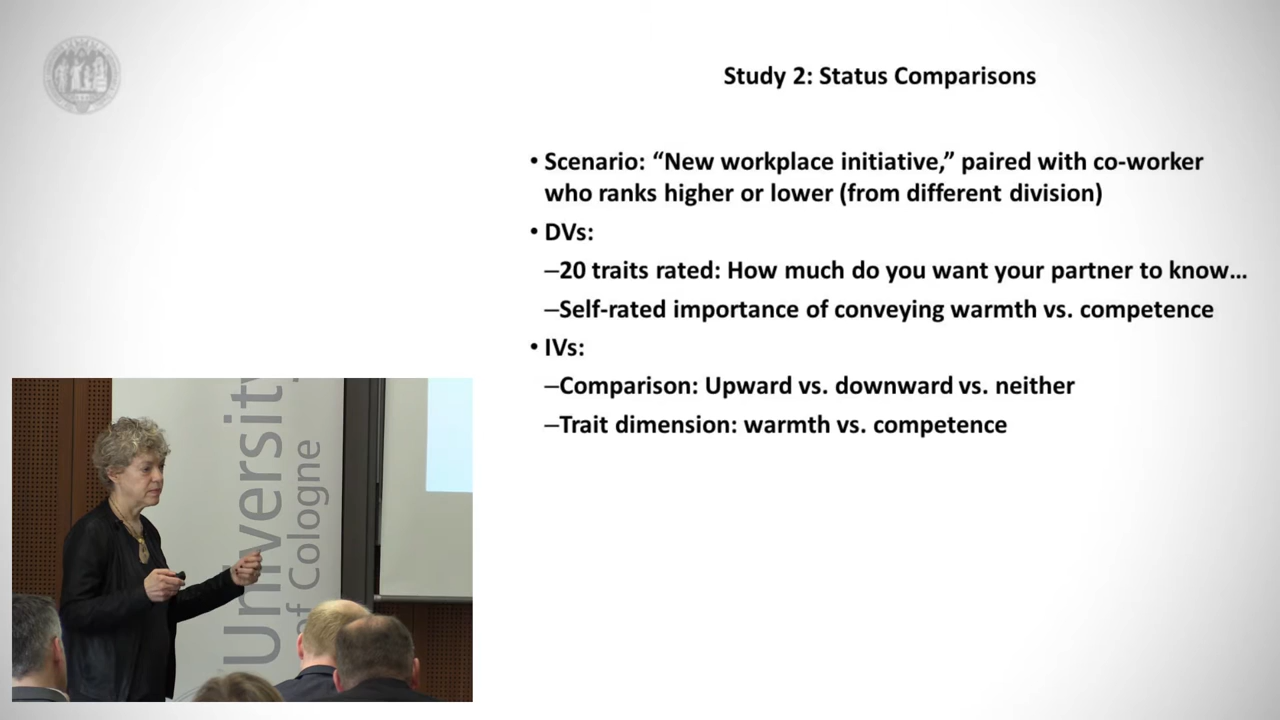 Study 2: Status Comparisons
• Scenario: “New workplace initiative,” paired with co-worker
who ranks higher or lower (from different division)
• DVs:
–20 traits rated: How much do you want your partner to know…
–Self-rated importance of conveying warmth vs. competence
• IVs:
–Comparison: Upward vs. downward vs. neither
–Trait dimension: warmth vs. competence
University
of Cologne